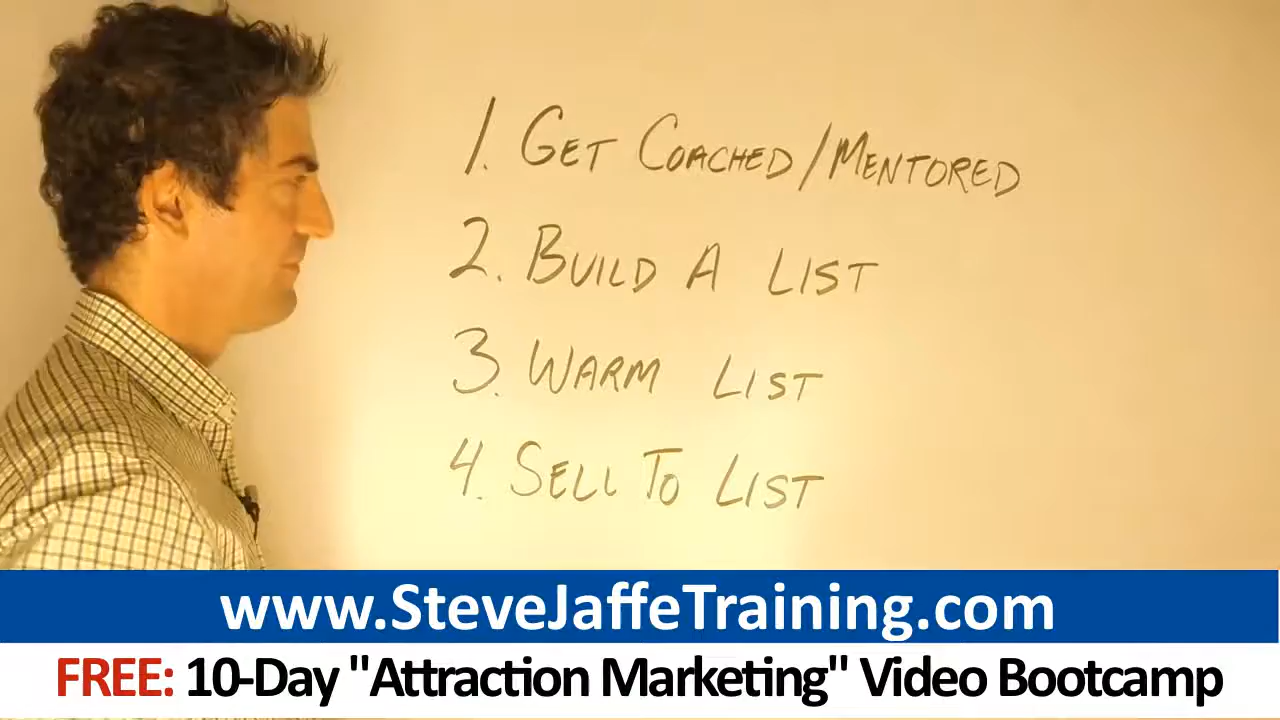 1. GET COACHED/MENTORED
2. BUILD A LIST
3. WARM LIST
4. SELL TO LIST
www.SteveJaffeTraining.com
FREE: 10-Day "Attraction Marketing" Video Bootcamp